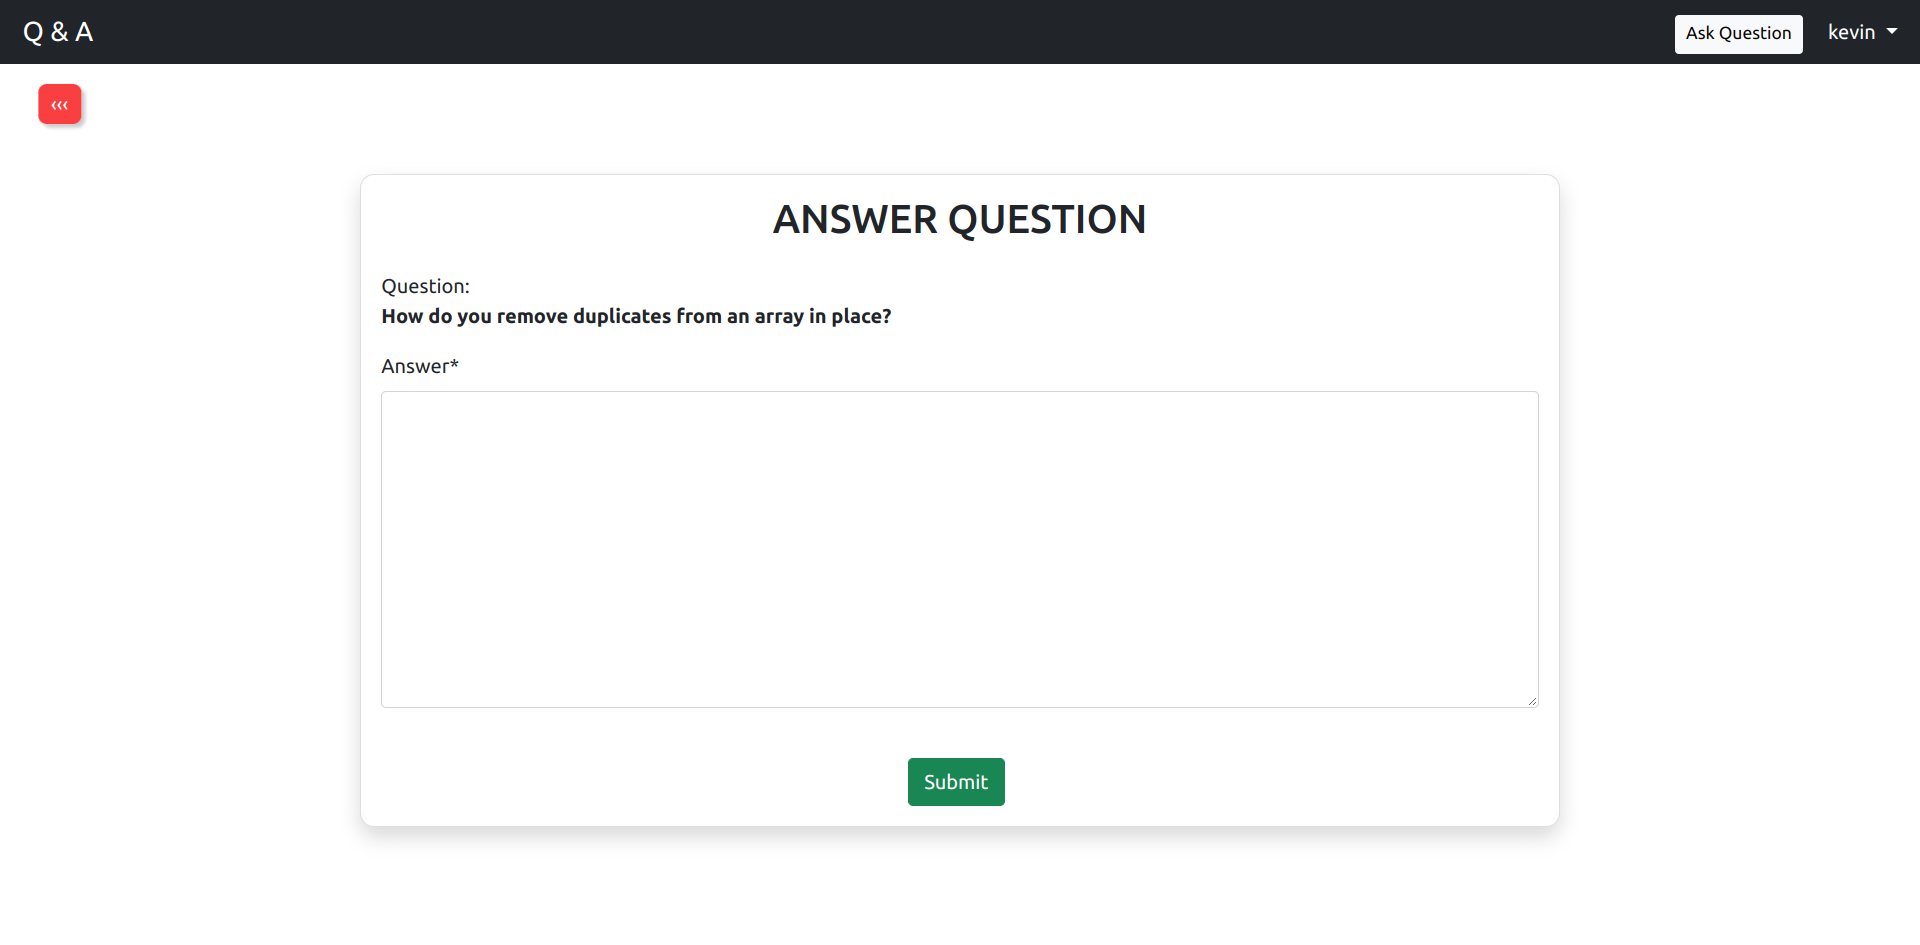 Q & A
Ask Question
kevin
‹‹‹
ANSWER QUESTION
Question:
How do you remove duplicates from an array in place?
Answer*
Submit